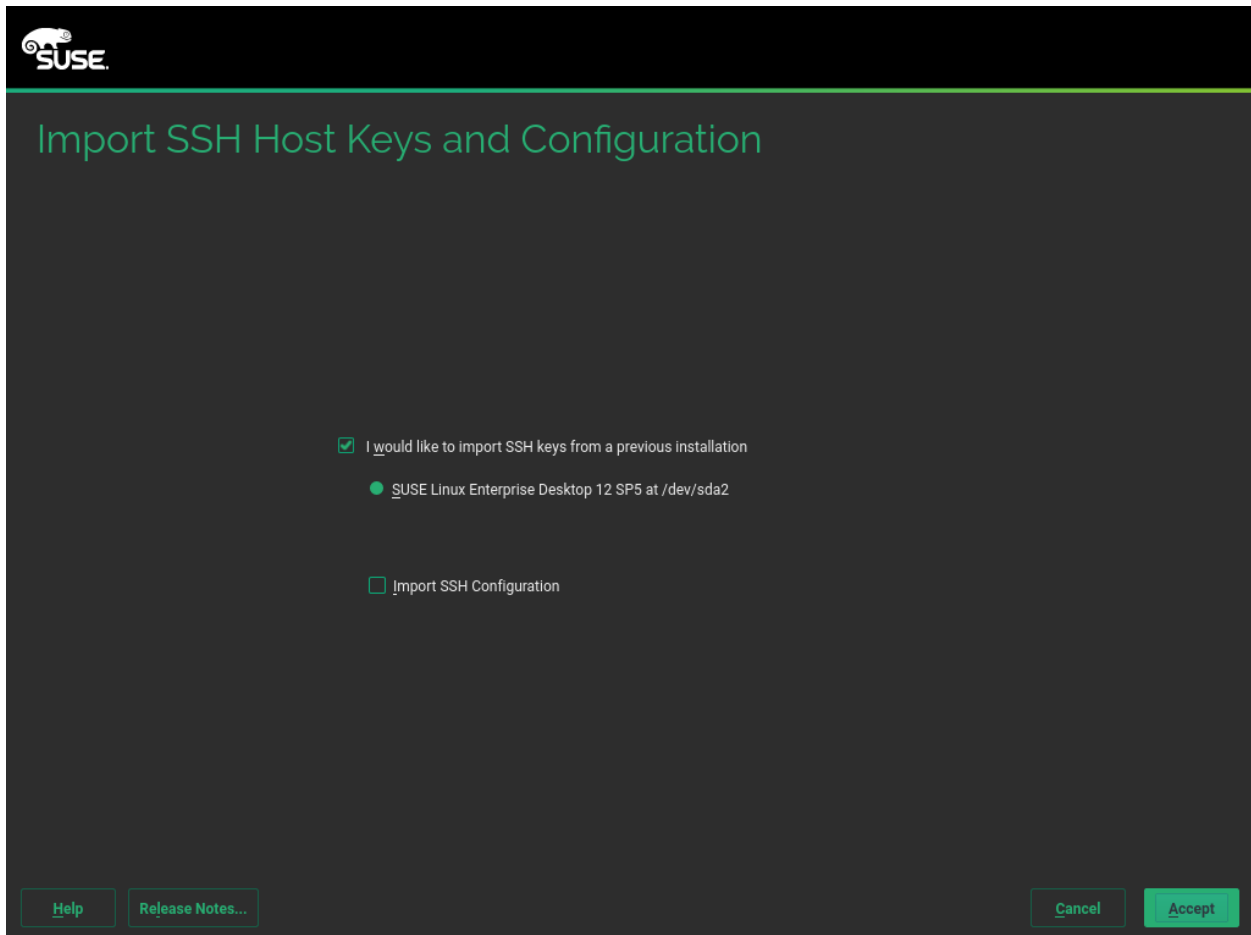 SUSE.
Import SSH Host Keys and Configuration
I would like to import SSH keys from a previous installation
SUSE Linux Enterprise Desktop 12 SP5 at /dev/sda2
Import SSH Configuration
Help Release Notes... Cancel Accept